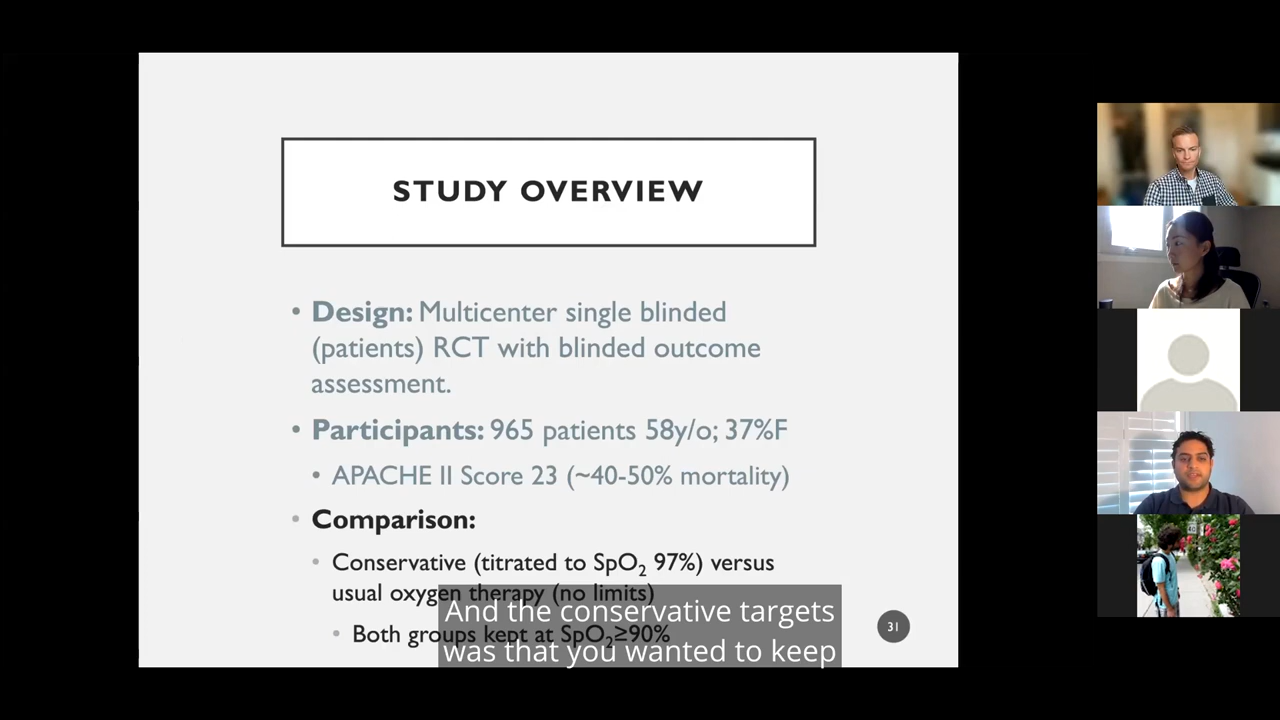 STUDY OVERVIEW
• Design: Multicenter single blinded
(patients) RCT with blinded outcome
assessment.
• Participants: 965 patients 58y/o; 37%F
• APACHE II Score 23 (~40-50% mortality)
• Comparison:
• Conservative (titrated to SpO₂ 97%) versus
usual oxygen therapy (no limits)
• Both groups kept at SpO₂≥90%
31
And the conservative targets
was that you wanted to keep